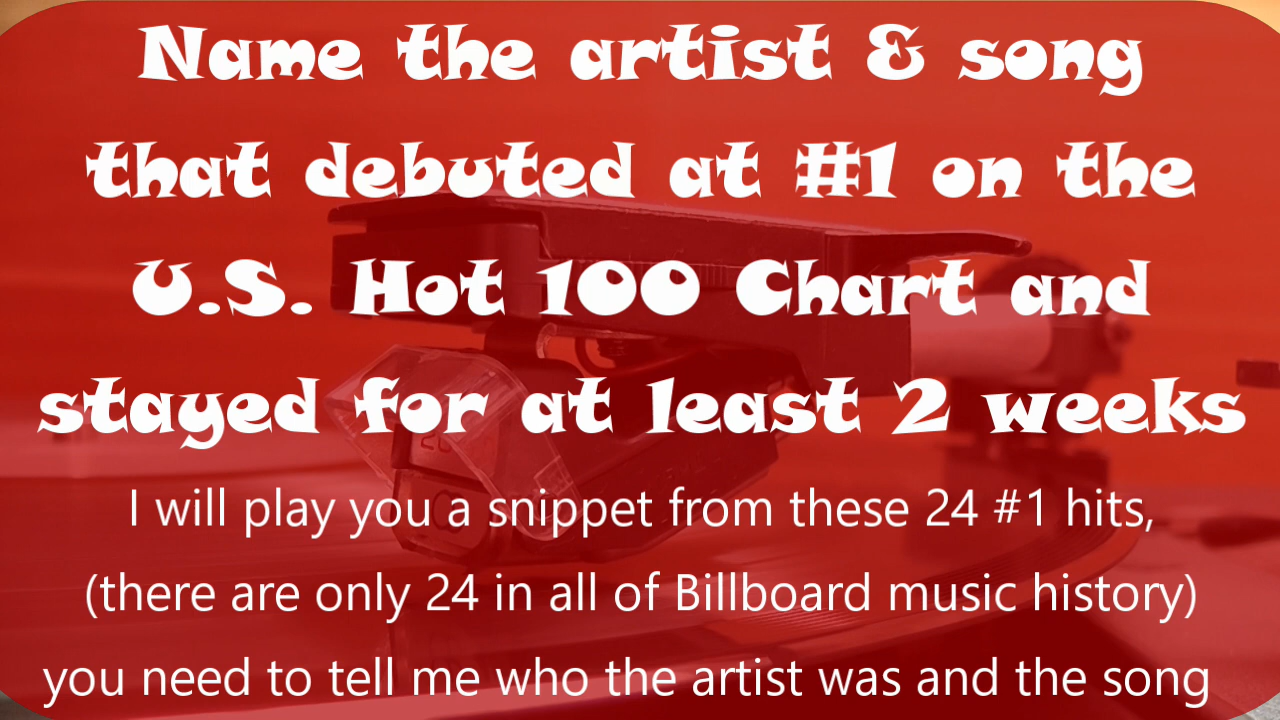 Name the artist & song
that debuted at #1 on the
U.S. Hot 100 Chart and
stayed for at least 2 weeks
I will play you a snippet from these 24 #1 hits,
(there are only 24 in all of Billboard music history)
you need to tell me who the artist was and the song